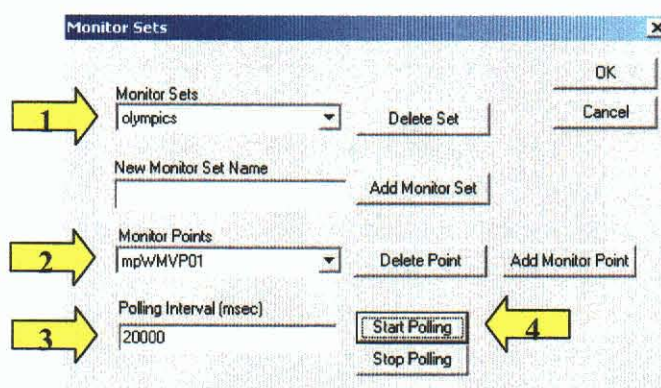 Monitor Sets
OK
Monitor Sets
1
olympics
Delete Set
Cancel
New Monitor Set Name
Add Monitor Set
Monitor Points
2
mpWMVP01
Delete Point
Add Monitor Point
Polling Interval (msec)
3
20000
Start Polling
4
Stop Polling